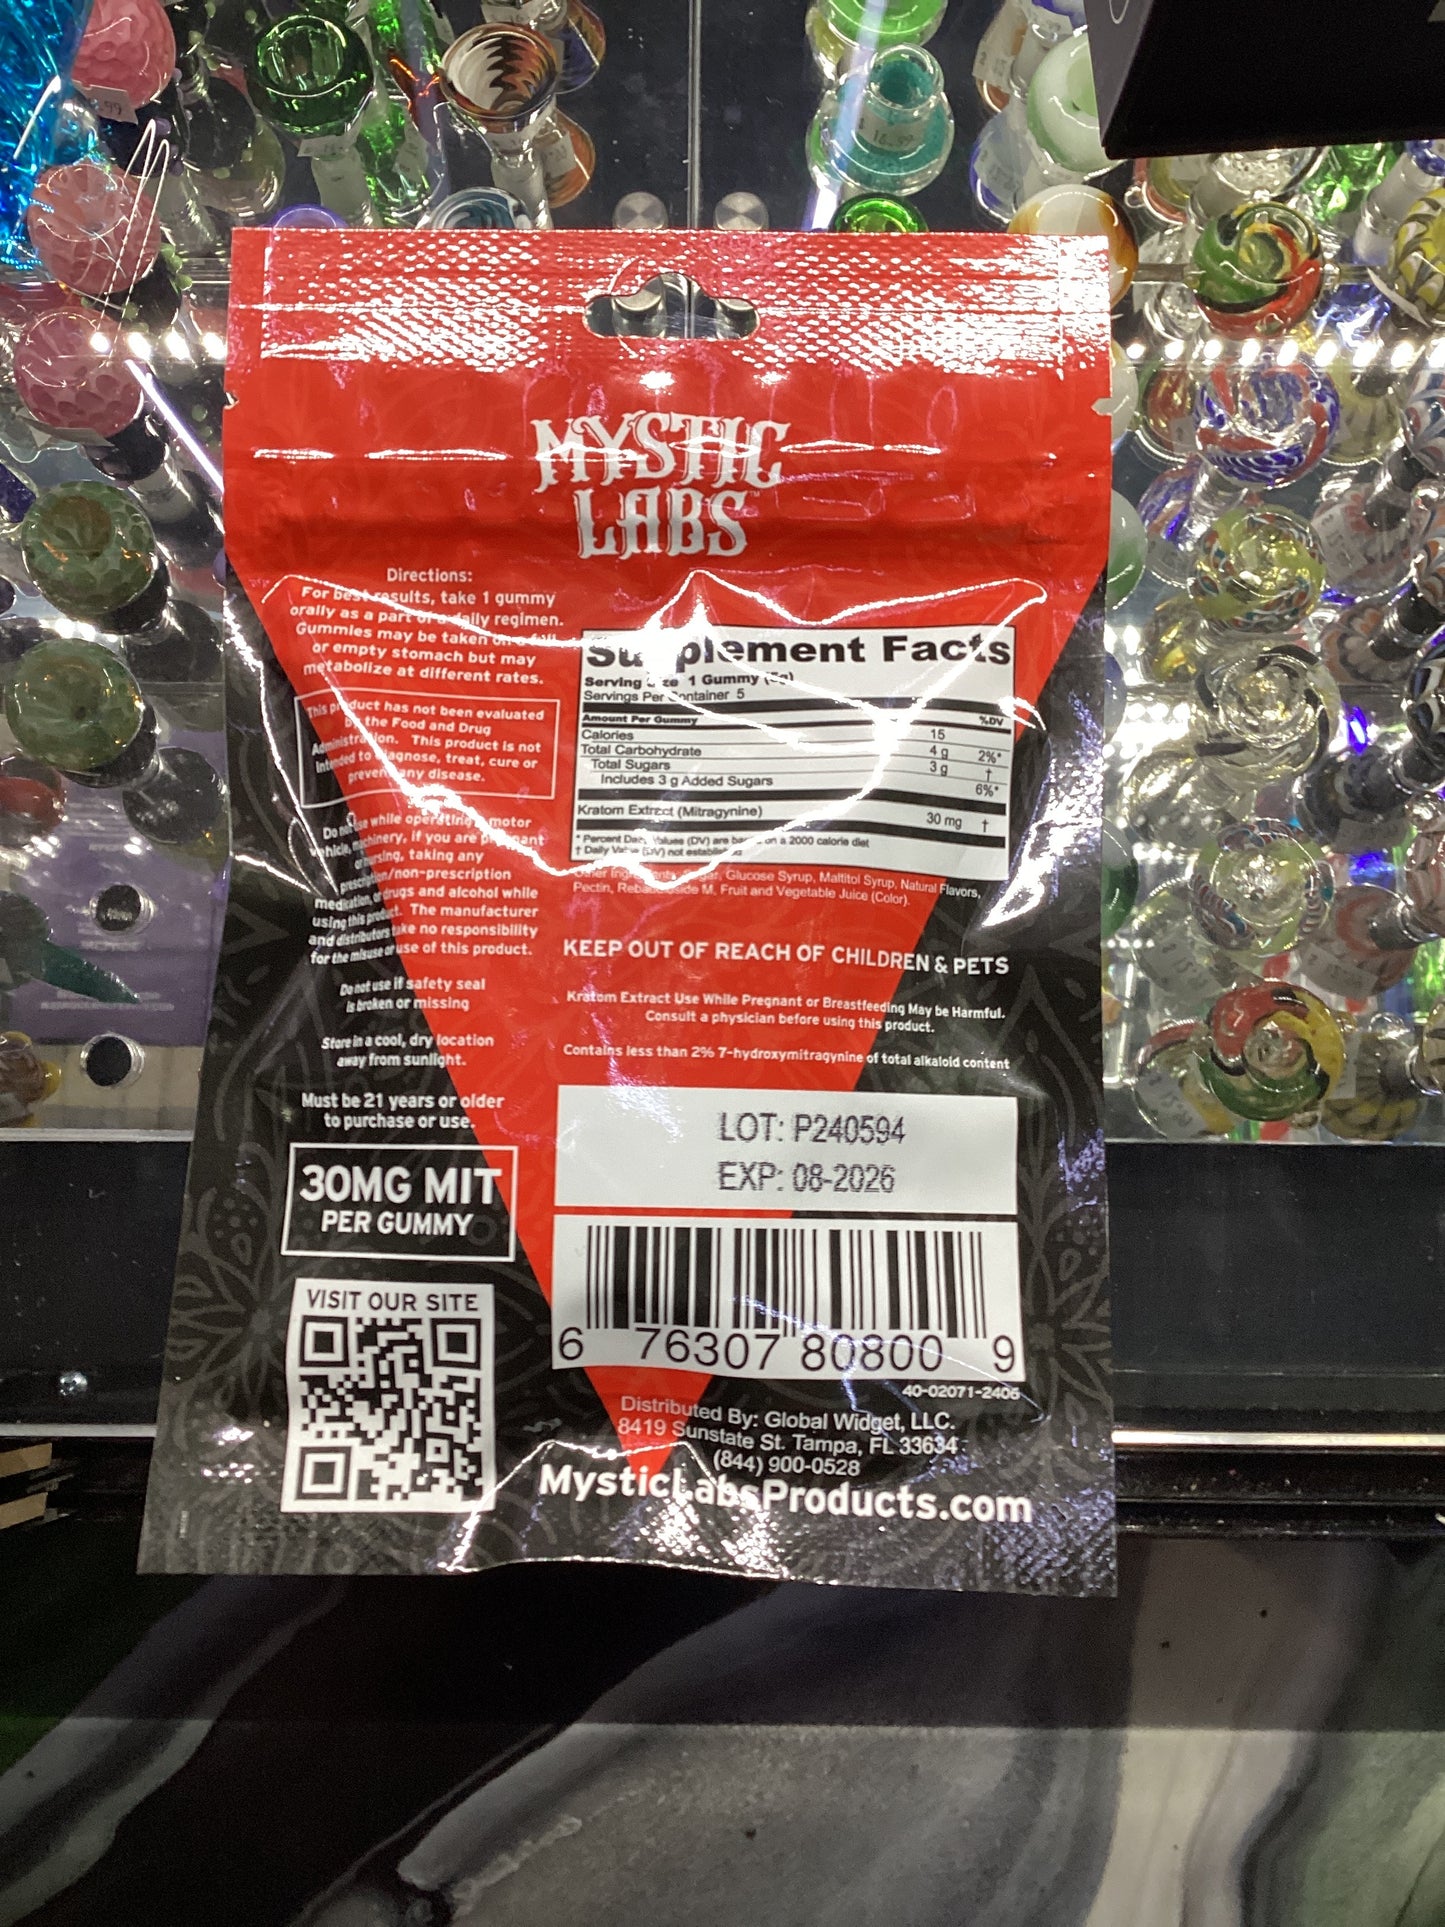 MYSTIC
LABS™
Directions:
For best results, take 1 gummy
orally as a part of a daily regimen.
Gummies may be taken on a full
or empty stomach but may
metabolize at different rates.
This product has not been evaluated
by the Food and Drug
Administration. This product is not
Intended to diagnose, treat, cure or
prevent any disease.
Do not use while operating a motor
vehicle, machinery, if you are pregnant
or nursing, taking any
prescription/non-prescription
medication, or drugs and alcohol while
using this product. The manufacturer
and distributors take no responsibility
for the misuse or use of this product.
Do not use if safety seal
is broken or missing
Store in a cool, dry location
away from sunlight.
Must be 21 years or older
to purchase or use.
30MG MIT
PER GUMMY
VISIT OUR SITE
Supplement Facts
Serving Size 1 Gummy (5g)
Servings Per Container 5
Amount Per Gummy %DV
Calories 15
Total Carbohydrate 4 g 2%*
Total Sugars 3 g †
Includes 3 g Added Sugars 6%*
Kratom Extract (Mitragynine) 30 mg †
* Percent Daily Values (DV) are based on a 2000 calorie diet
† Daily Value (DV) not established
Other Ingredients: Sugar, Glucose Syrup, Maltitol Syrup, Natural Flavors,
Pectin, Rebaudioside M, Fruit and Vegetable Juice (Color).
KEEP OUT OF REACH OF CHILDREN & PETS
Kratom Extract Use While Pregnant or Breastfeeding May be Harmful.
Consult a physician before using this product.
Contains less than 2% 7-hydroxymitragynine of total alkaloid content
LOT: P240594
EXP: 08-2026
6 76307 80800 9
40-02071-2406
Distributed By: Global Widget, LLC.
8419 Sunstate St. Tampa, FL 33634
(844) 900-0528
MysticLabsProducts.com